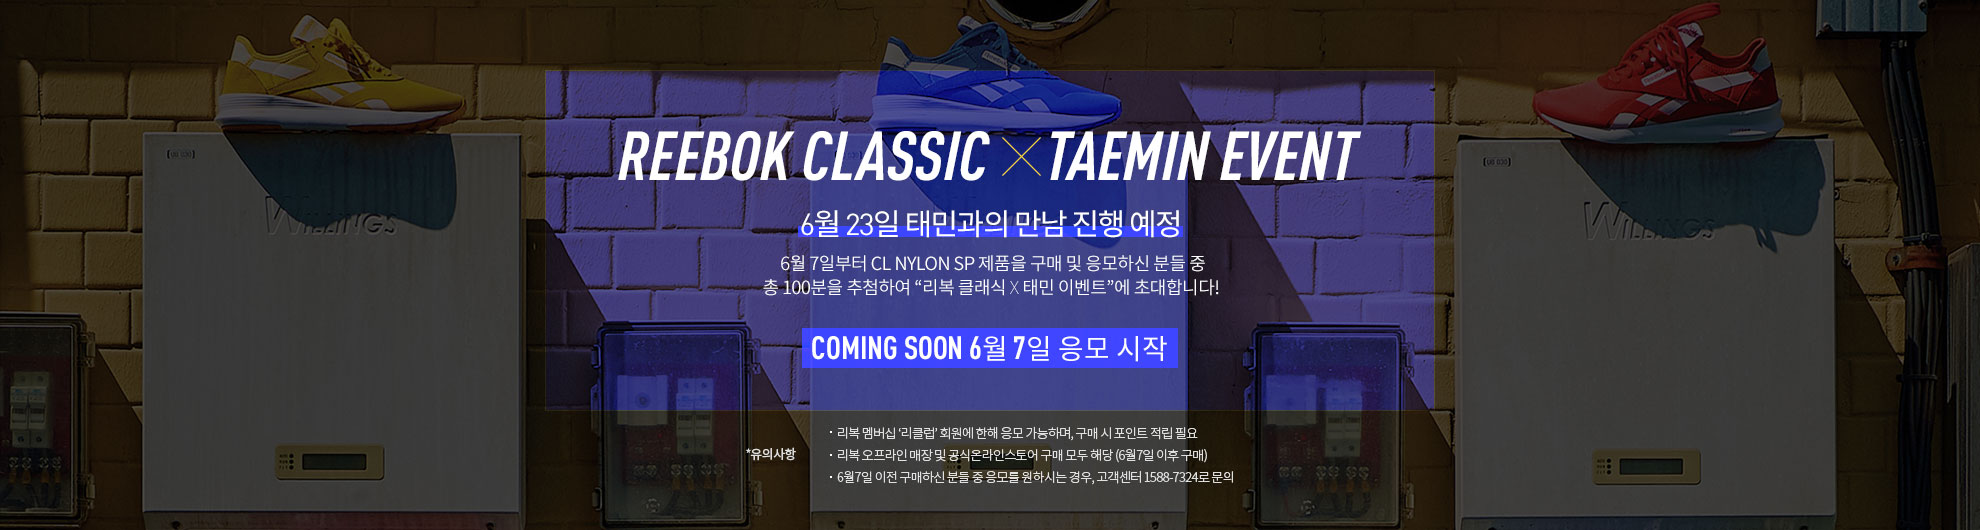 REEBOK CLASSIC X TAEMIN EVENT
6월 23일 태민과의 만남 진행 예정
6월 7일부터 CL NYLON SP 제품을 구매 및 응모하신 분들 중
총 100분을 추첨하여 “리복 클래식 X 태민 이벤트”에 초대합니다!
COMING SOON 6월 7일 응모 시작
*유의사항
· 리복 멤버십 ‘리클럽’ 회원에 한해 응모 가능하며, 구매 시 포인트 적립 필요
· 리복 오프라인 매장 및 공식온라인스토어 구매 모두 해당 (6월7일 이후 구매)
· 6월7일 이전 구매하신 분들 중 응모를 원하시는 경우, 고객센터 1588-7324로 문의
WILLINGS
WILLINGS